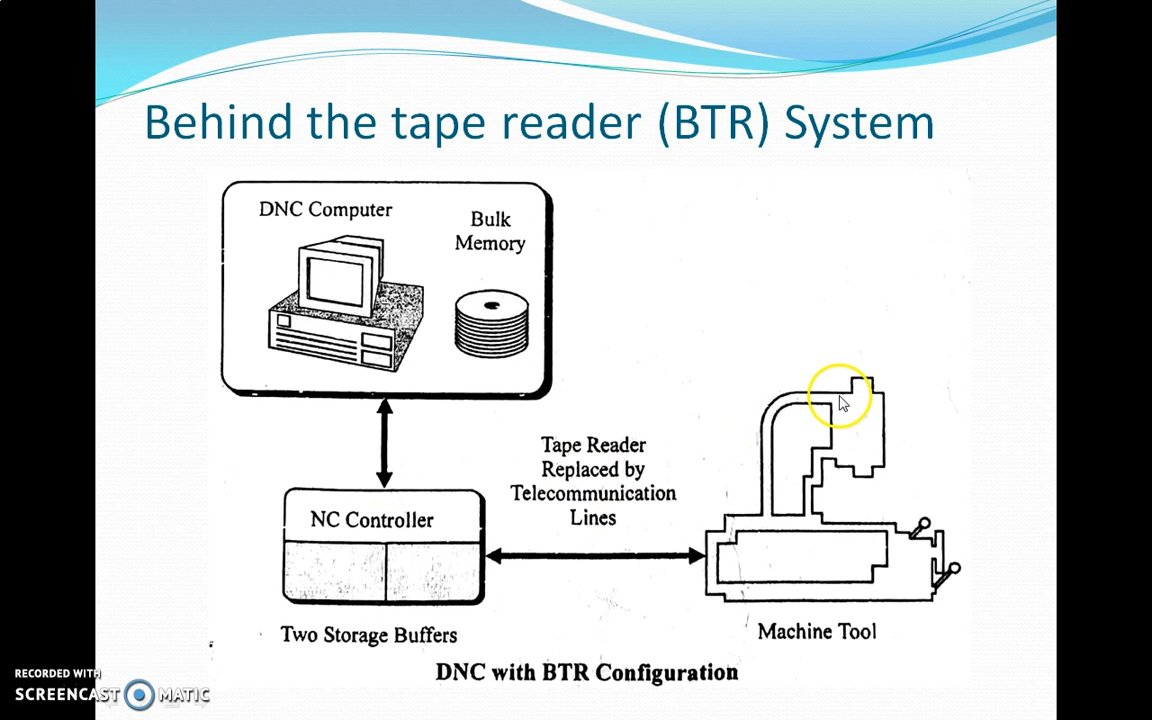 Behind the tape reader (BTR) System
DNC Computer
Bulk
Memory
Tape Reader
Replaced by
Telecommunication
Lines
NC Controller
Two Storage Buffers
Machine Tool
DNC with BTR Configuration
RECORDED WITH
SCREENCAST MATIC